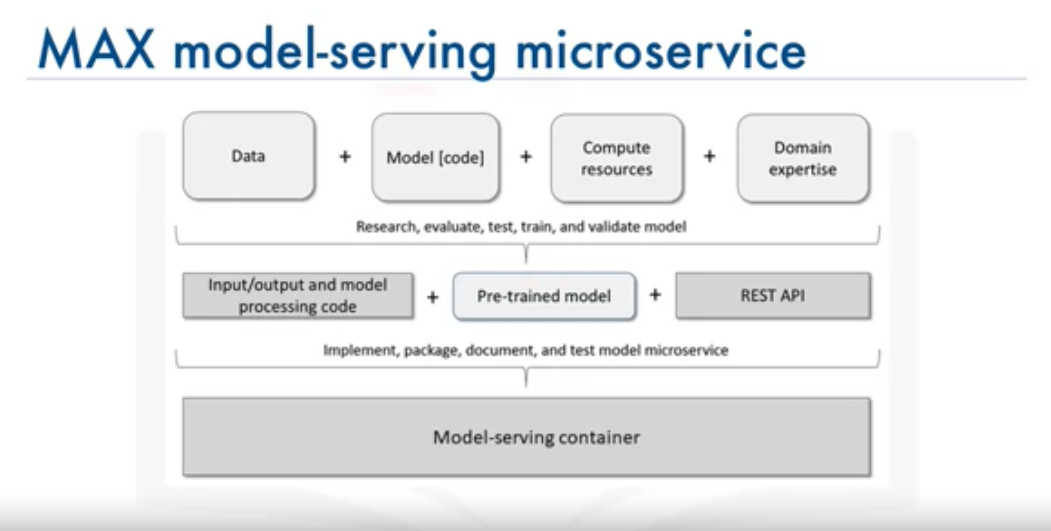 MAX model-serving microservice
Data + Model [code] + Compute resources + Domain expertise
Research, evaluate, test, train, and validate model
Input/output and model processing code + Pre-trained model + REST API
Implement, package, document, and test model microservice
Model-serving container